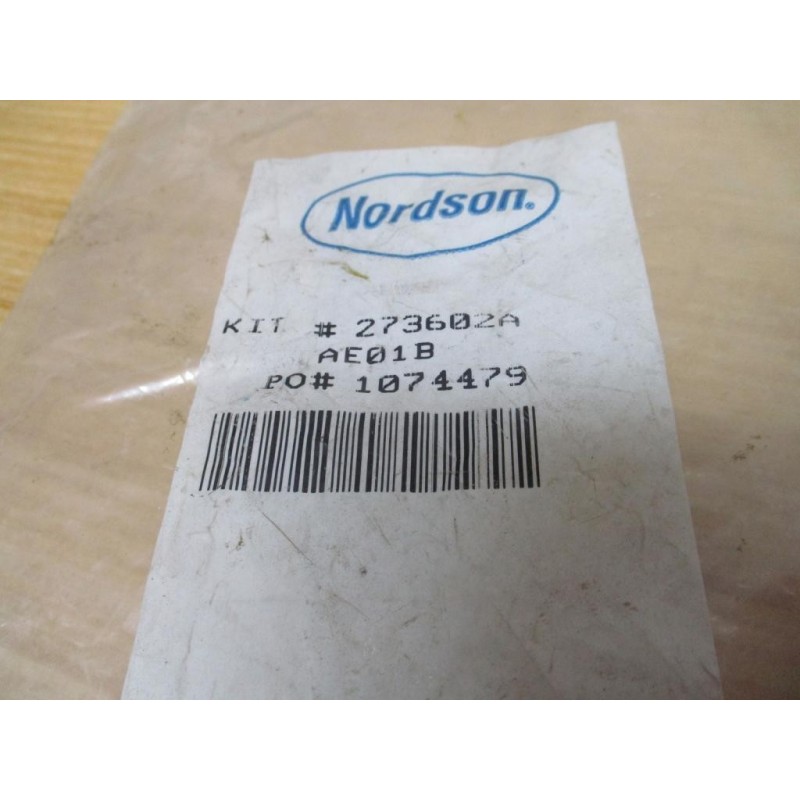 Nordson®
KIT # 273602A
AE01B
PO# 1074479